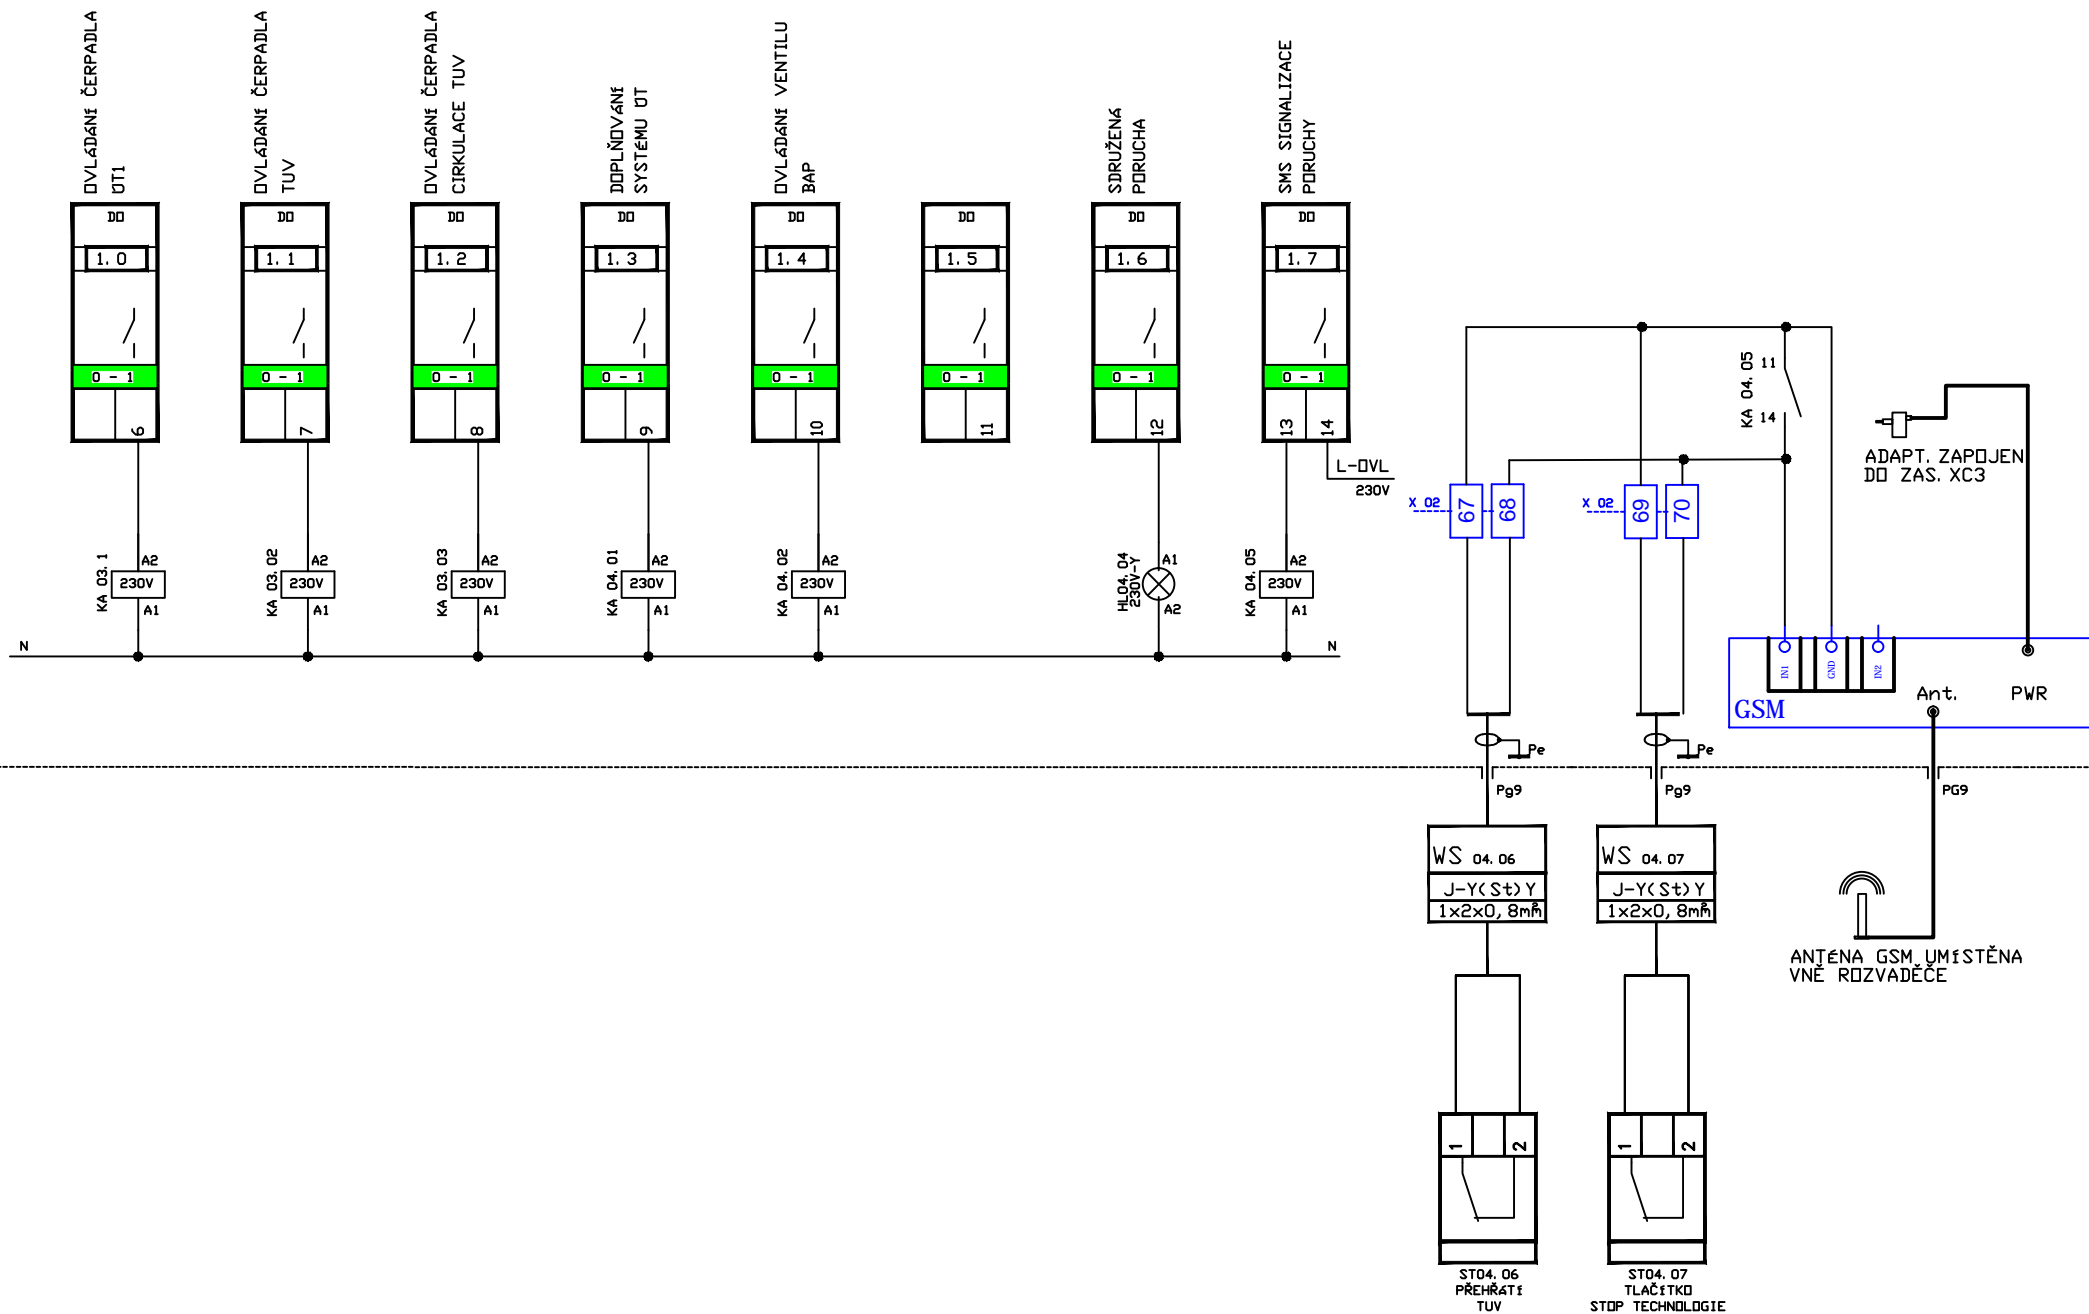 OVLÁDÁNÍ ČERPADLA
ÚT1
OVLÁDÁNÍ ČERPADLA
TUV
OVLÁDÁNÍ ČERPADLA
CIRKULACE TUV
DOPLŇOVÁNÍ
SYSTÉMU ÚT
OVLÁDÁNÍ VENTILU
BAP
SDRUŽENÁ
PORUCHA
SMS SIGNALIZACE
PORUCHY
DO
DO
DO
DO
DO
DO
DO
DO
1.0
1.1
1.2
1.3
1.4
1.5
1.6
1.7
0 - 1
0 - 1
0 - 1
0 - 1
0 - 1
0 - 1
0 - 1
0 - 1
6
7
8
9
10
11
12
13
14
L-OVL
230V
KA 03.1
A2
230V
A1
KA 03.02
A2
230V
A1
KA 03.03
A2
230V
A1
KA 04.01
A2
230V
A1
KA 04.02
A2
230V
A1
HL04.04
230V-Y
A1
A2
KA 04.05
A2
230V
A1
N
N
KA 04.05
11
14
X 02
67
68
X 02
69
70
ADAPT. ZAPOJEN
DO ZAS. XC3
IN1
GND
IN2
GSM
Ant.
PWR
Pe
Pe
Pg9
Pg9
PG9
WS 04.06
J-Y(St)Y
1x2x0,8mm²
WS 04.07
J-Y(St)Y
1x2x0,8mm²
ANTÉNA GSM UMÍSTĚNA
VNĚ ROZVADĚČE
1
2
1
2
ST04.06
PŘEHŘÁTÍ
TUV
ST04.07
TLAČÍTKO
STOP TECHNOLOGIE